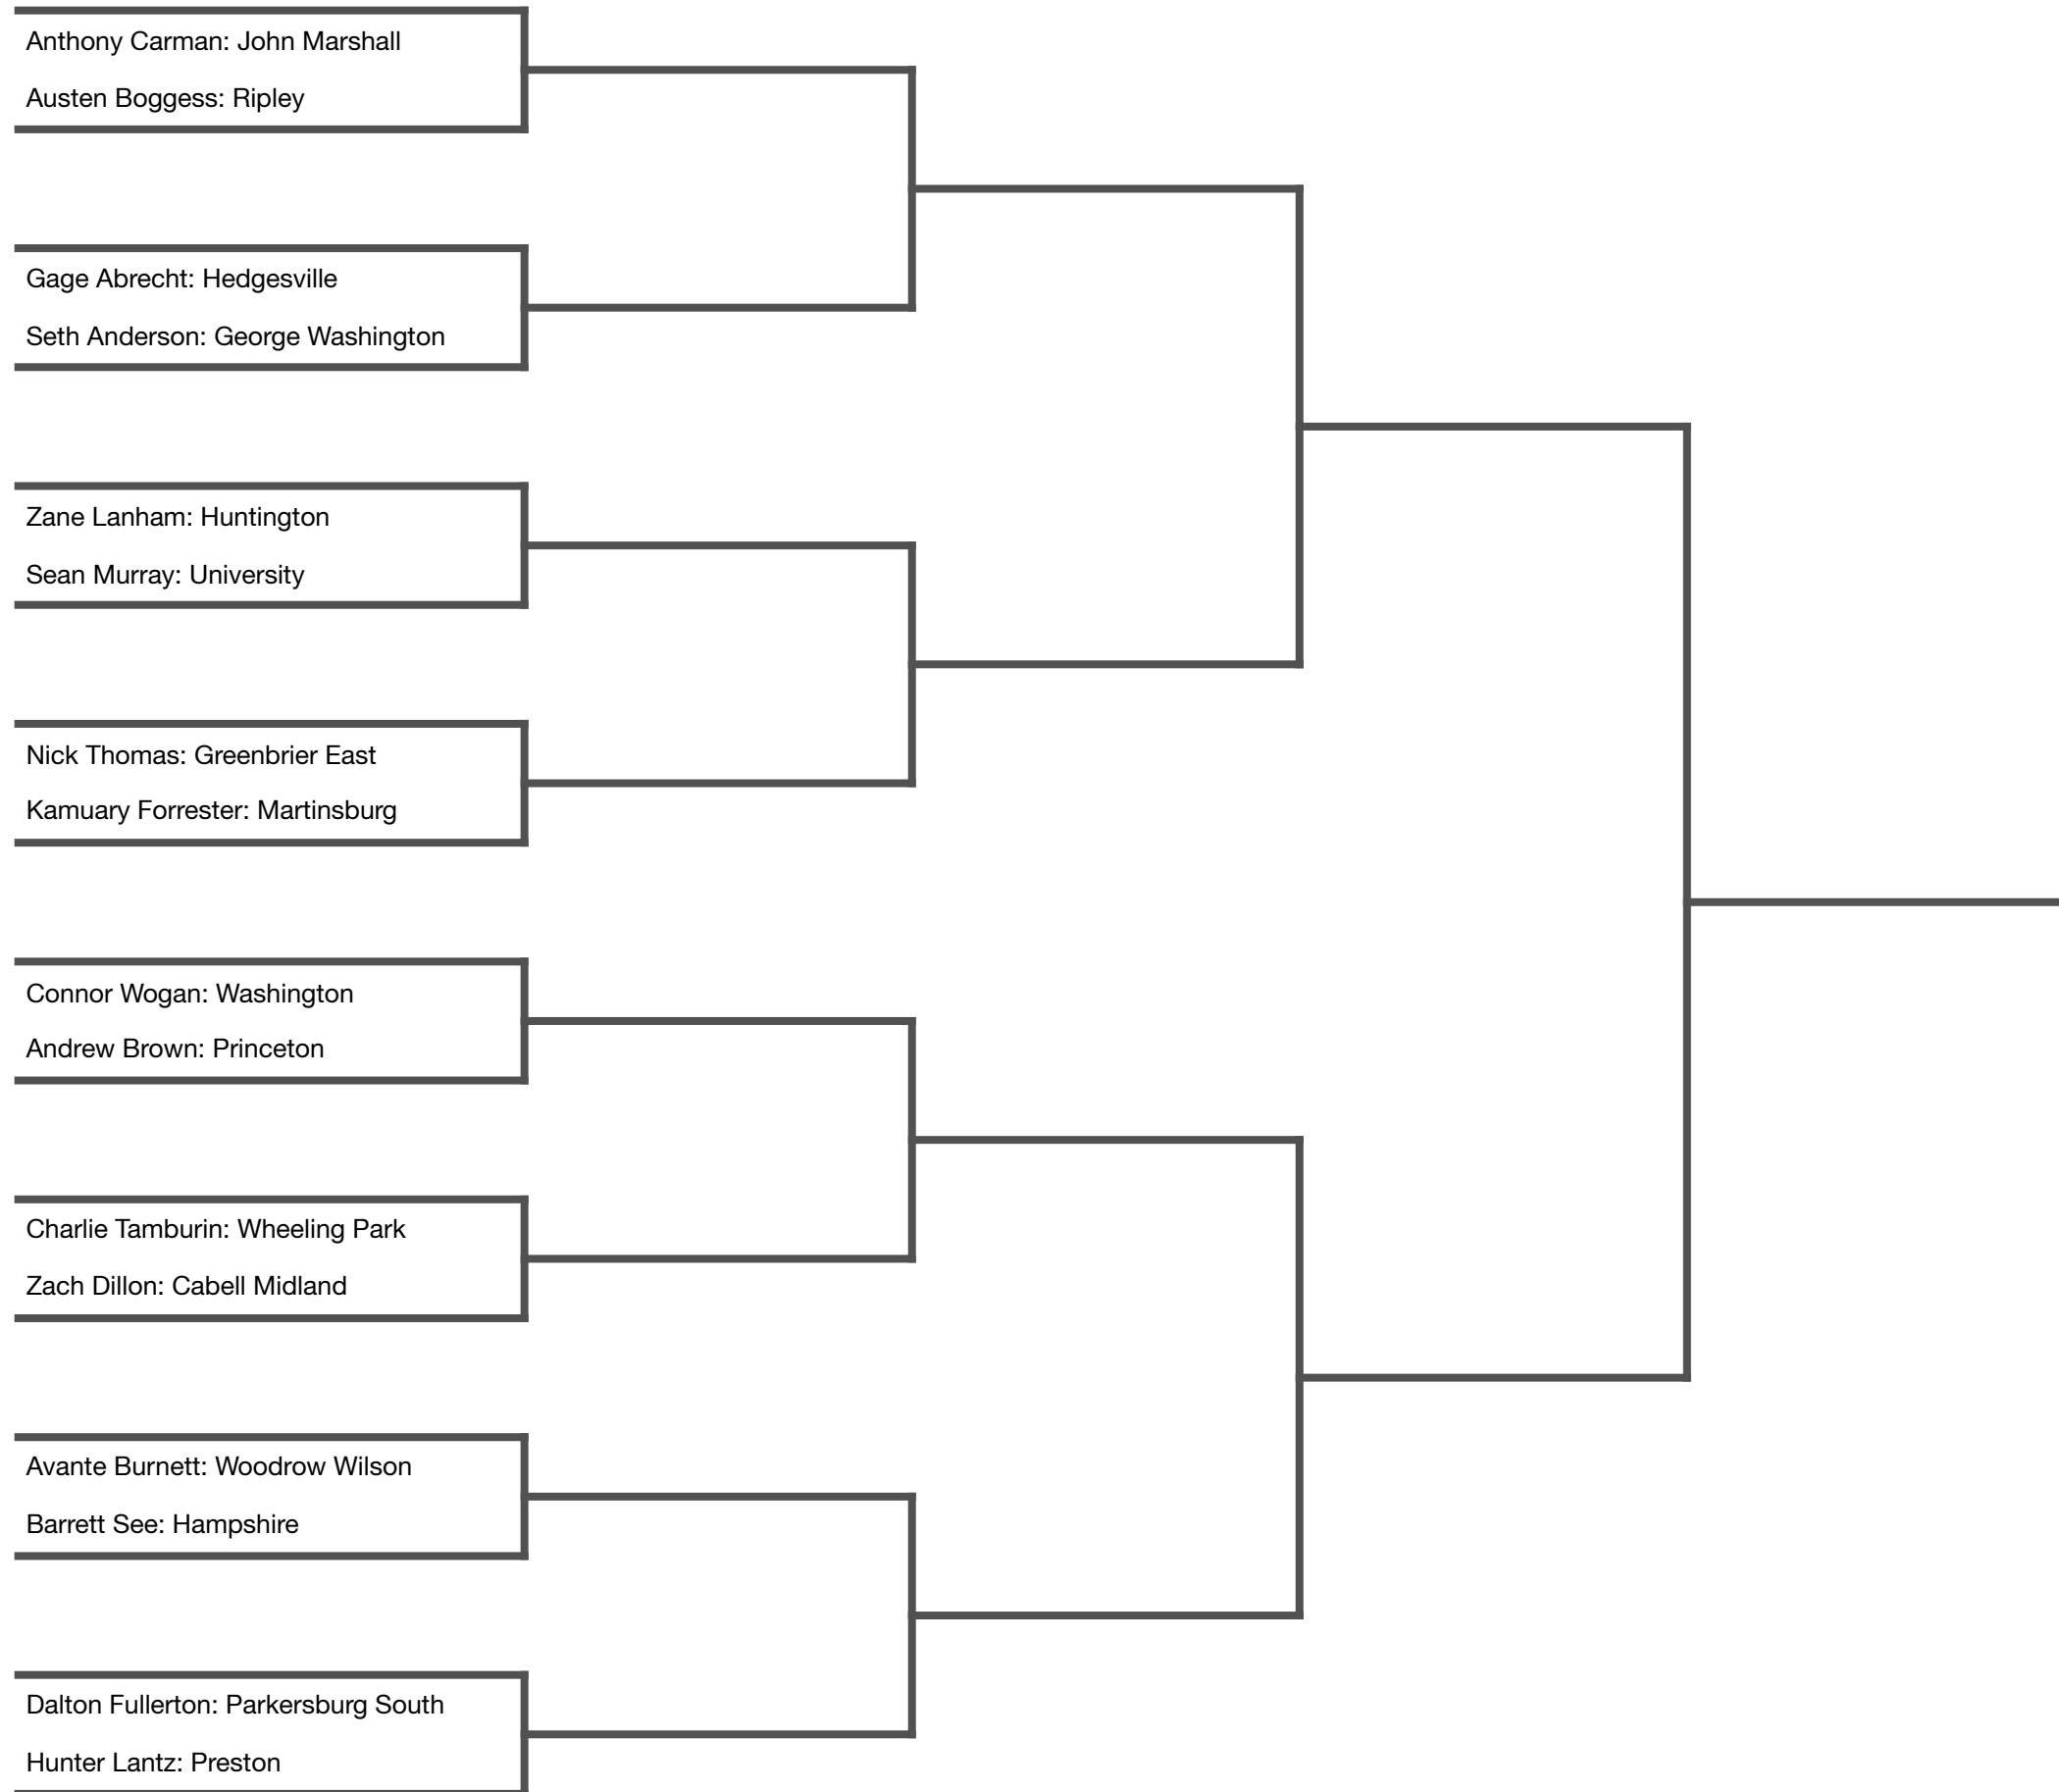 Anthony Carman: John Marshall
Austen Boggess: Ripley
Gage Abrecht: Hedgesville
Seth Anderson: George Washington
Zane Lanham: Huntington
Sean Murray: University
Nick Thomas: Greenbrier East
Kamuary Forrester: Martinsburg
Connor Wogan: Washington
Andrew Brown: Princeton
Charlie Tamburin: Wheeling Park
Zach Dillon: Cabell Midland
Avante Burnett: Woodrow Wilson
Barrett See: Hampshire
Dalton Fullerton: Parkersburg South
Hunter Lantz: Preston